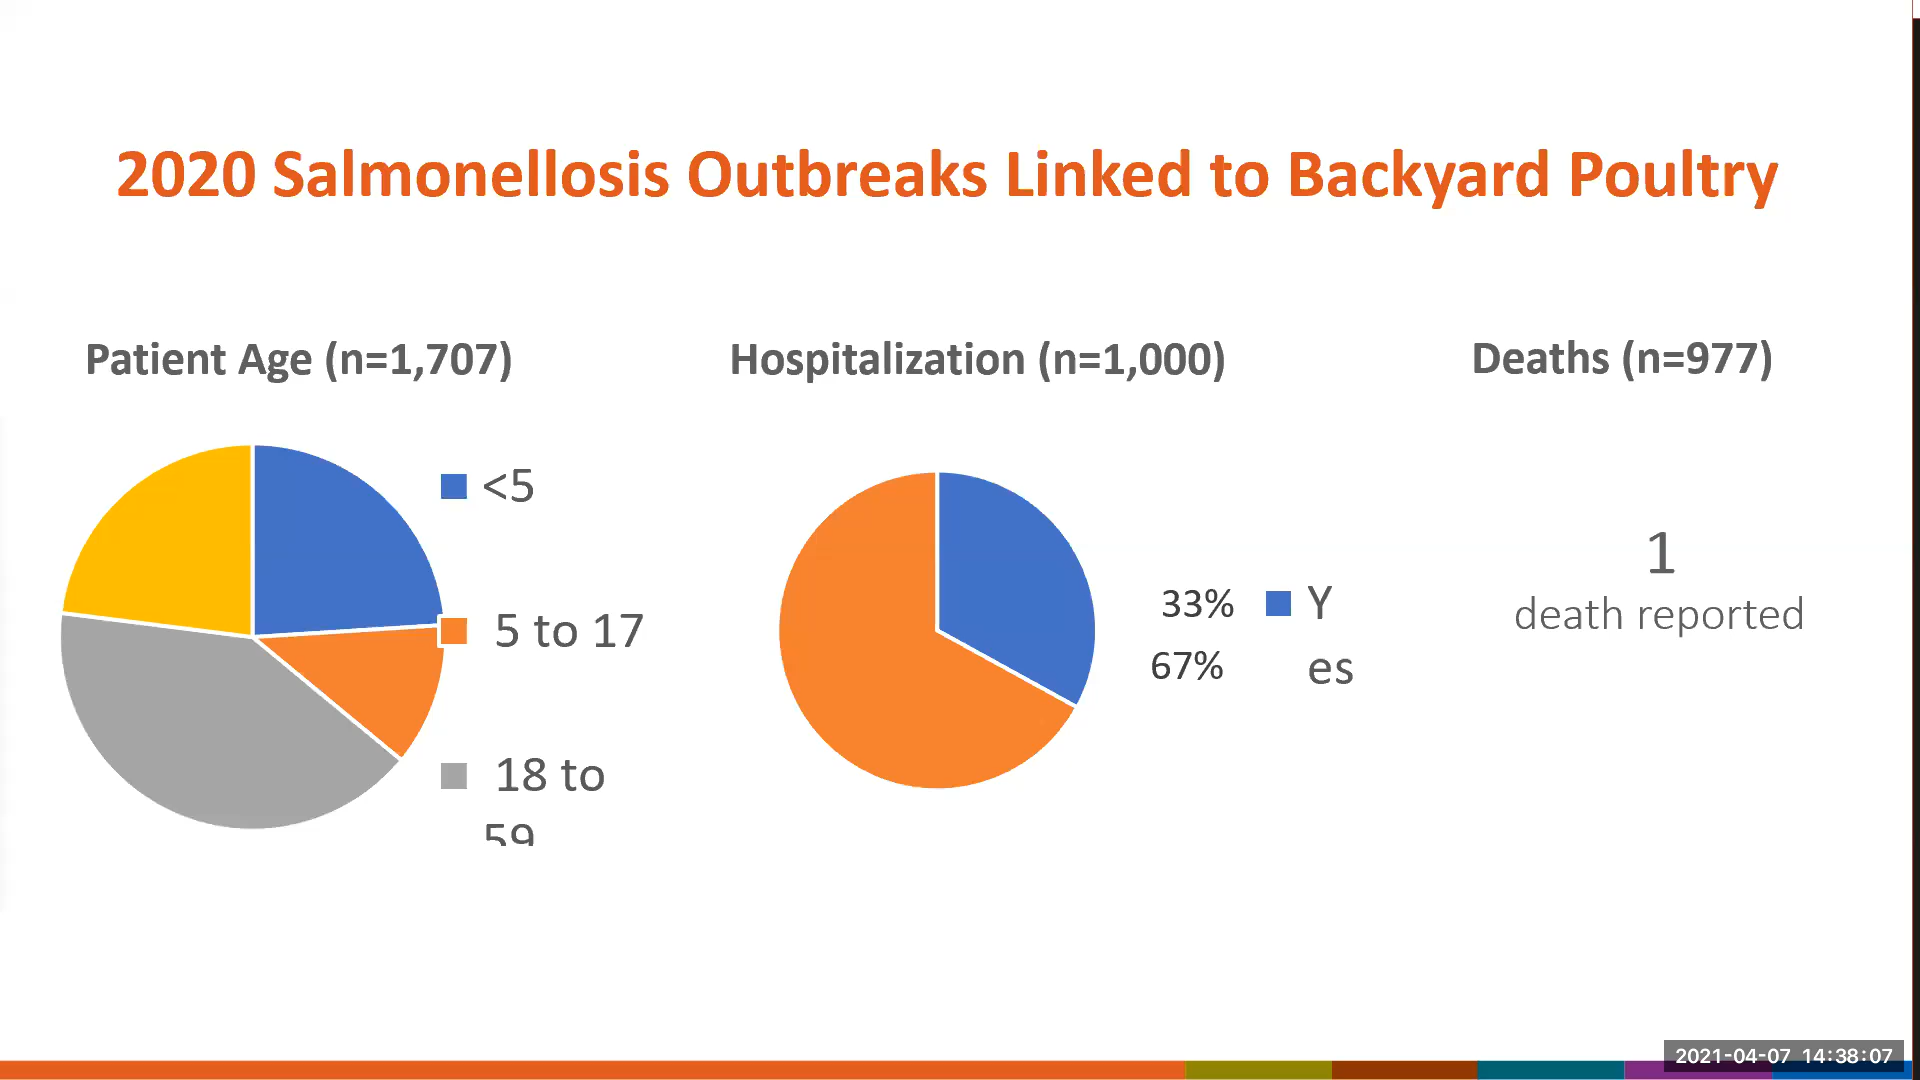 2020 Salmonellosis Outbreaks Linked to Backyard Poultry
Patient Age (n=1,707)
<5
5 to 17
18 to
59
Hospitalization (n=1,000)
33%
67%
Y
es
Deaths (n=977)
1
death reported
2021-04-07 14:38:07